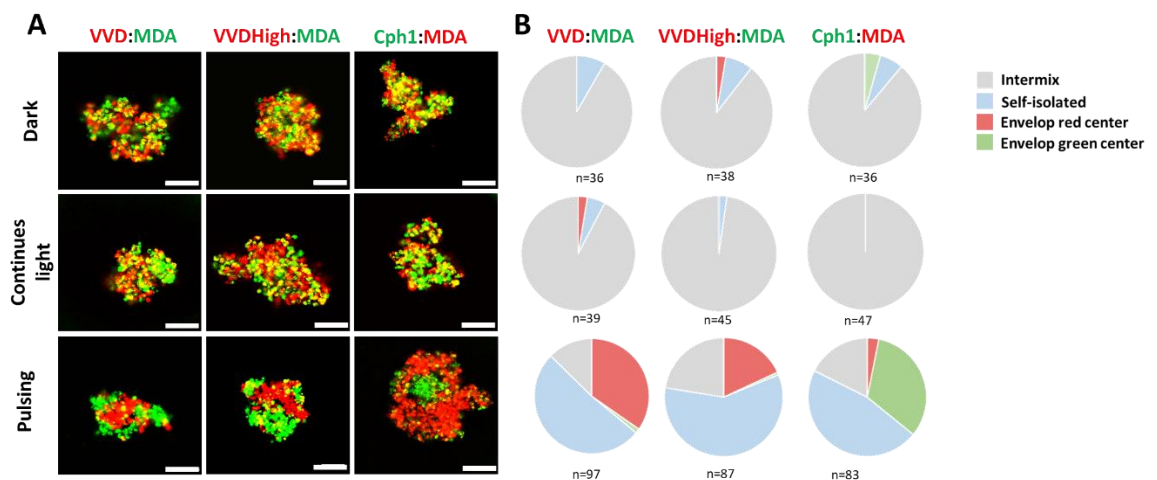 A
VVD:MDA VVDHigh:MDA Cph1:MDA
Dark
Continues
light
Pulsing
B
VVD:MDA VVDHigh:MDA Cph1:MDA
n=36 n=38 n=36
n=39 n=45 n=47
n=97 n=87 n=83
Intermix
Self-isolated
Envelop red center
Envelop green center